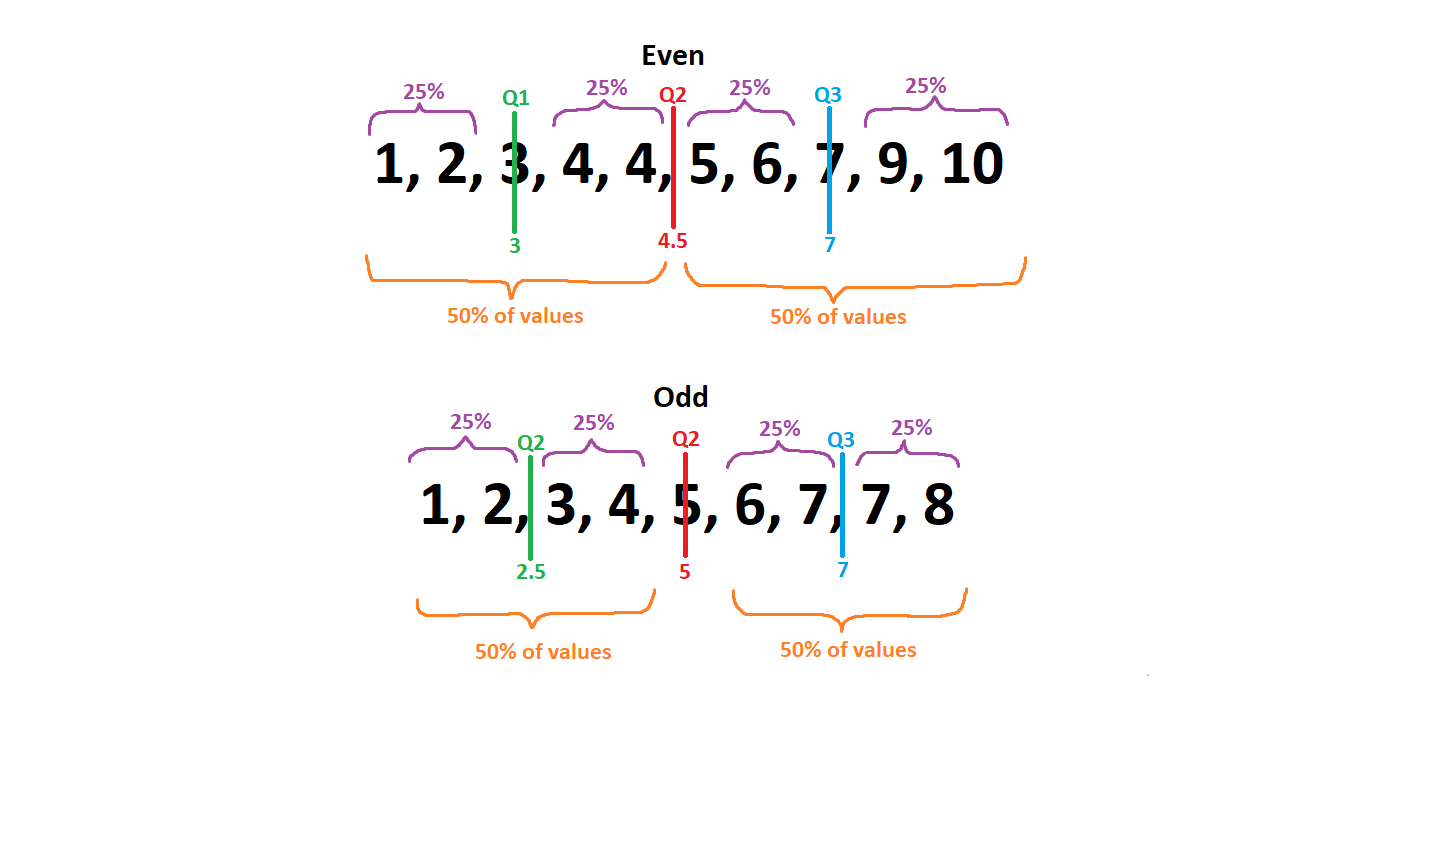 Even
25% Q1 25% Q2 25% Q3 25%
1, 2, 3, 4, 4, 5, 6, 7, 9, 10
3 4.5 7
50% of values 50% of values
Odd
25% Q2 25% Q2 25% Q3 25%
1, 2, 3, 4, 5, 6, 7, 7, 8
2.5 5 7
50% of values 50% of values